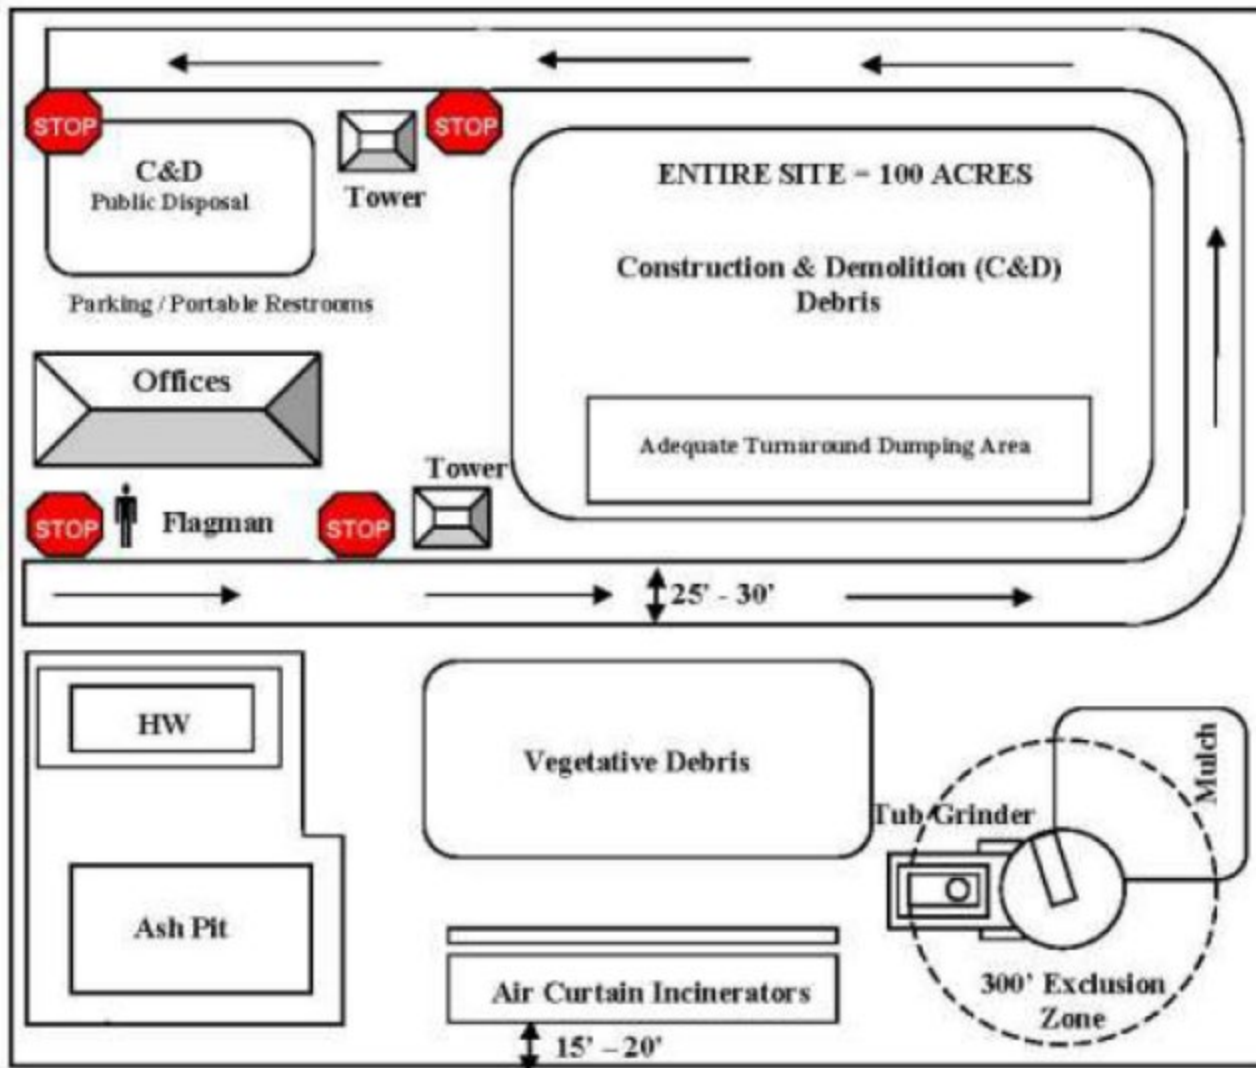 STOP
STOP
C&D
Public Disposal
Tower
ENTIRE SITE = 100 ACRES
Construction & Demolition (C&D)
Debris
Parking / Portable Restrooms
Offices
Adequate Turnaround Dumping Area
Tower
STOP
Flagman
STOP
25' - 30'
HW
Vegetative Debris
Mulch
Tub Grinder
Ash Pit
Air Curtain Incinerators
300' Exclusion
Zone
15' - 20'